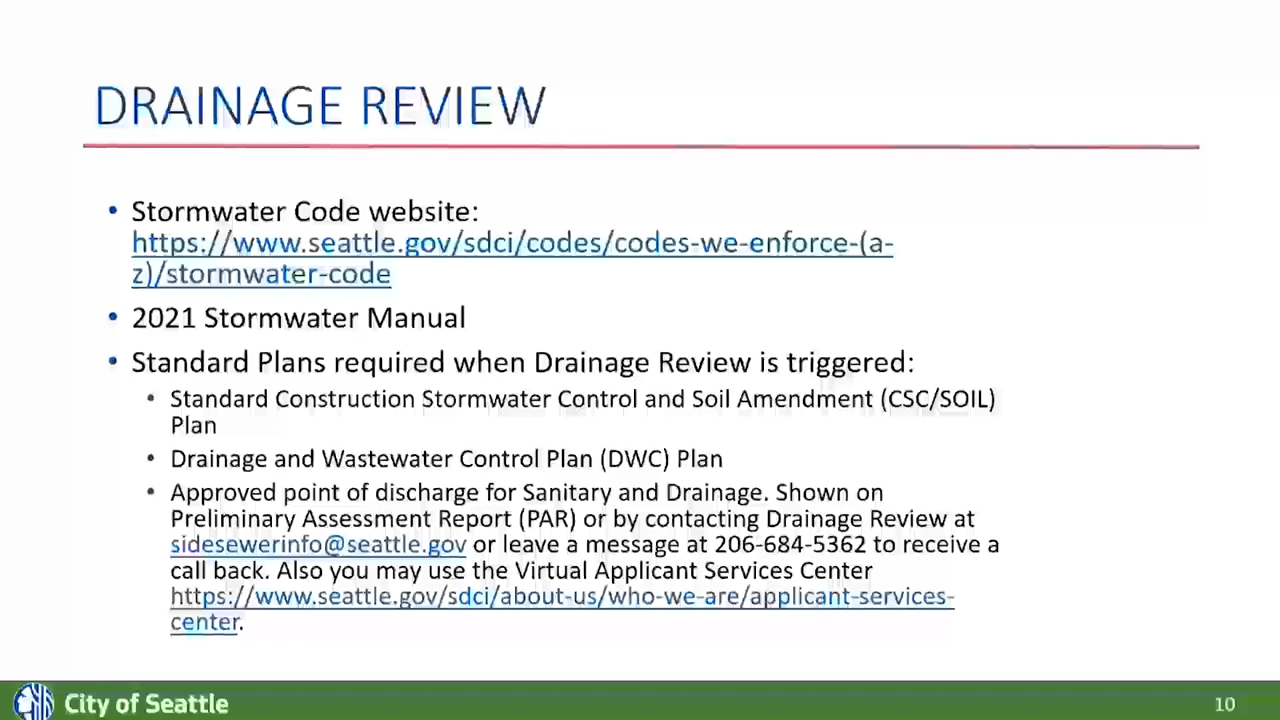 DRAINAGE REVIEW
• Stormwater Code website:
https://www.seattle.gov/sdci/codes/codes-we-enforce-(a-
z)/stormwater-code
• 2021 Stormwater Manual
• Standard Plans required when Drainage Review is triggered:
• Standard Construction Stormwater Control and Soil Amendment (CSC/SOIL)
Plan
• Drainage and Wastewater Control Plan (DWC) Plan
• Approved point of discharge for Sanitary and Drainage. Shown on
Preliminary Assessment Report (PAR) or by contacting Drainage Review at
sidesewerinfo@seattle.gov or leave a message at 206-684-5362 to receive a
call back. Also you may use the Virtual Applicant Services Center
https://www.seattle.gov/sdci/about-us/who-we-are/applicant-services-
center.
City of Seattle
10